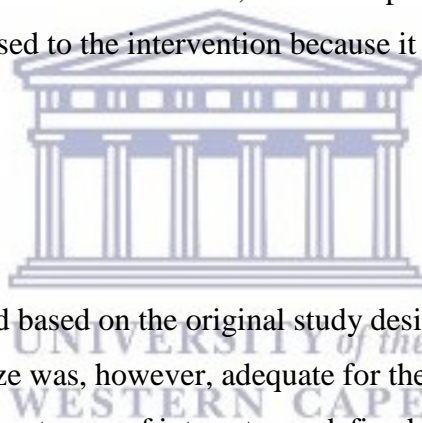 sed to the intervention because it
d based on the original study desi
UNIVERSITY of the
ze was, however, adequate for the
WESTERN CAPE